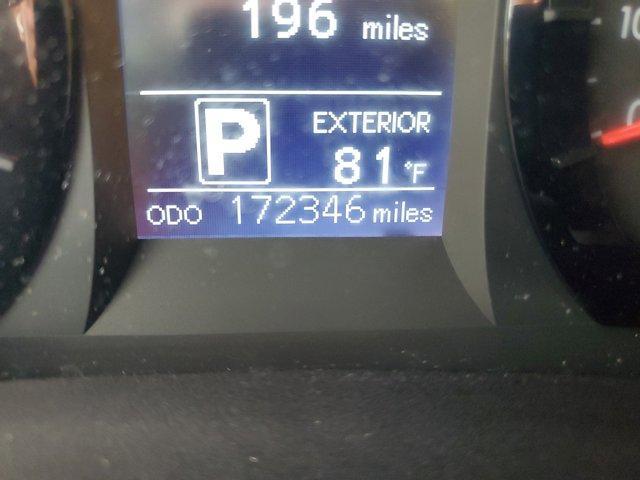 196 miles
P
EXTERIOR
81°F
ODO 172346 miles